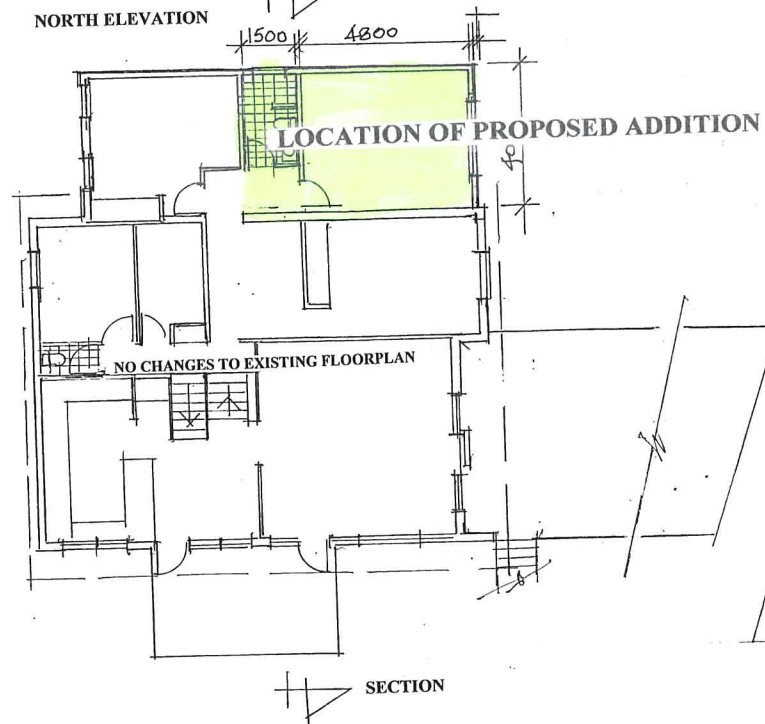 NORTH ELEVATION
1500 4800
LOCATION OF PROPOSED ADDITION
NO CHANGES TO EXISTING FLOORPLAN
SECTION